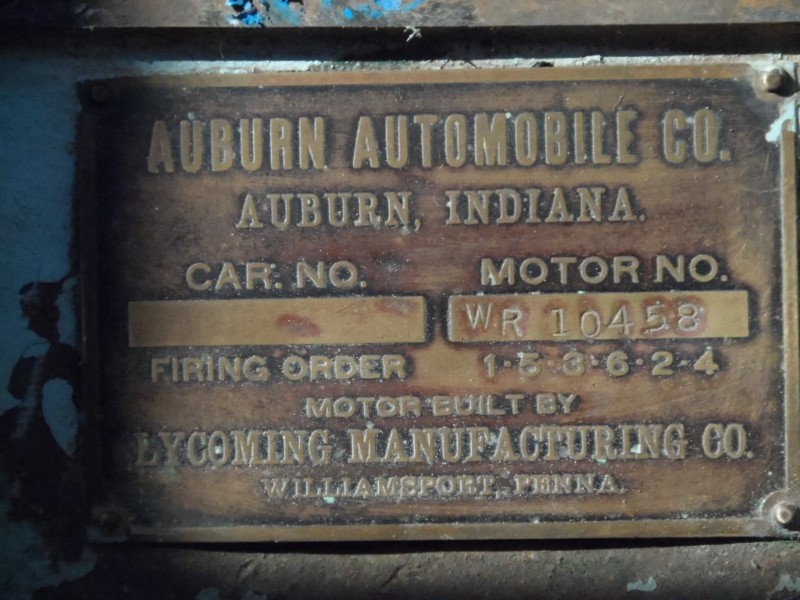 AUBURN AUTOMOBILE CO.
AUBURN, INDIANA.
CAR. NO. MOTOR NO.
WR 10458
FIRING ORDER 1-5-3-6-2-4
MOTOR BUILT BY
LYCOMING MANUFACTURING CO.
WILLIAMSPORT, PENNA.